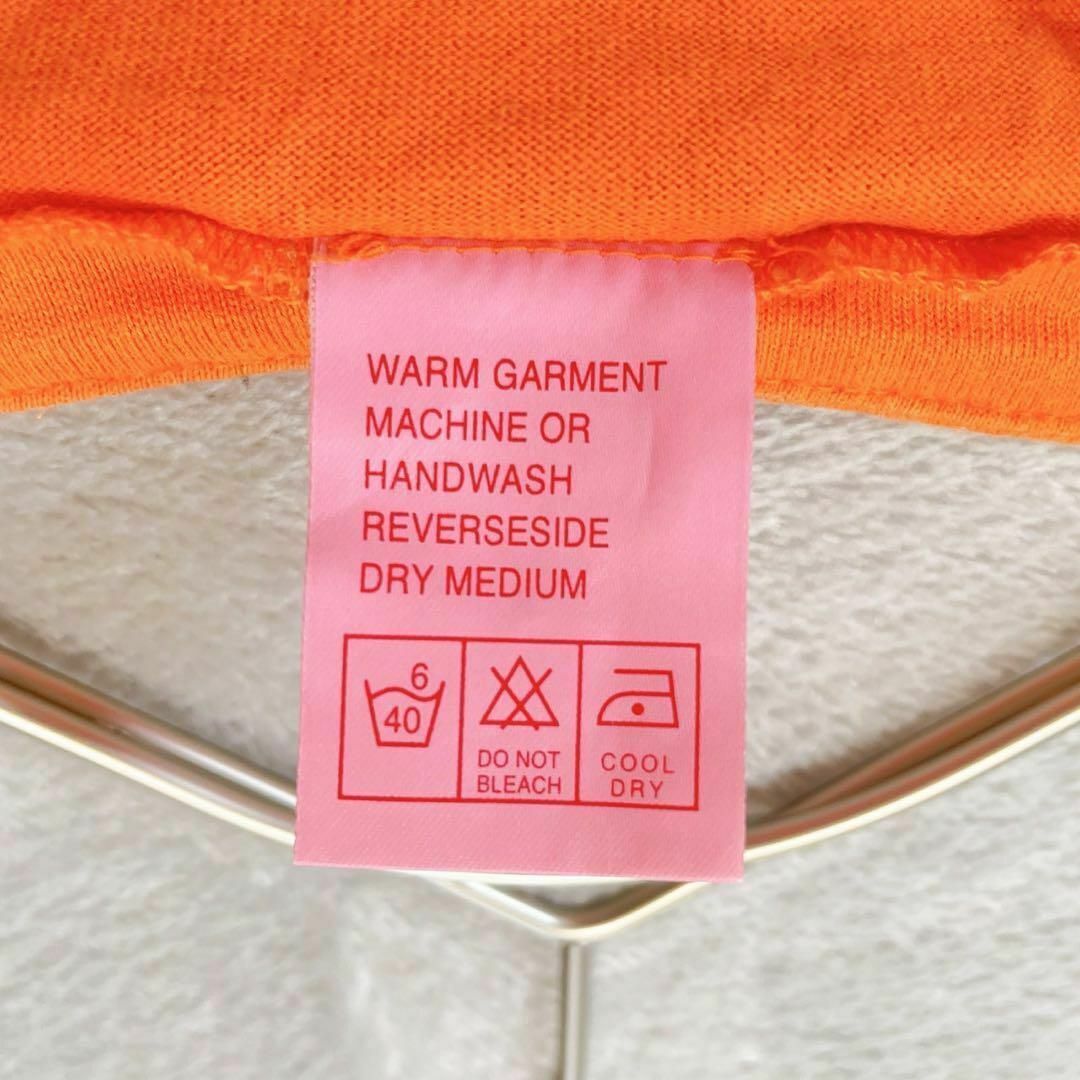 WARM GARMENT
MACHINE OR
HANDWASH
REVERSESIDE
DRY MEDIUM
6
40
DO NOT
BLEACH
COOL
DRY